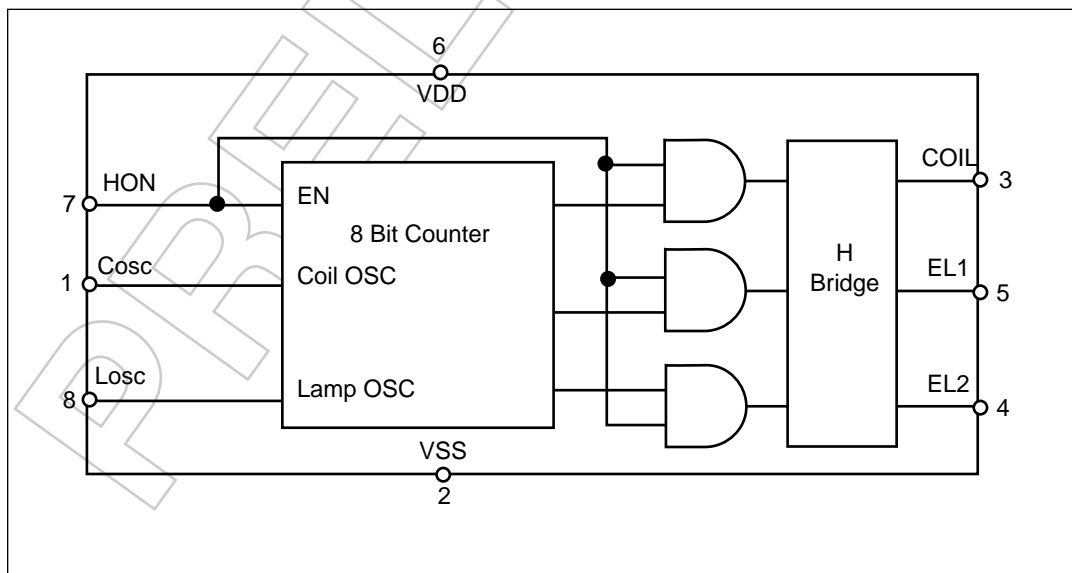 6
VDD
HON
7
EN
8 Bit Counter
Cosc
1
Coil OSC
Losc
8
Lamp OSC
VSS
2
H
Bridge
COIL
3
EL1
5
EL2
4